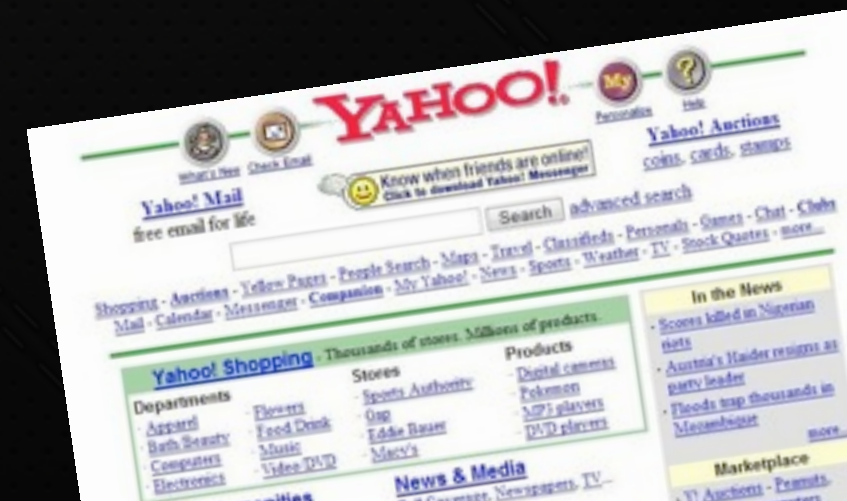 YAHOO!
What's New
Check Email
Personalize
Help
Yahoo! Mail
free email for life
Know when friends are online!
Click to download Yahoo! Messenger
Yahoo! Auctions
coins, cards, stamps
Search
advanced search
Shopping - Auctions - Yellow Pages - People Search - Maps - Travel - Classifieds - Personals - Games - Chat - Clubs
Mail - Calendar - Messenger - Companion - My Yahoo! - News - Sports - Weather - TV - Stock Quotes - more...
Yahoo! Shopping - Thousands of stores. Millions of products.
Departments
· Apparel
· Bath/Beauty
· Computers
· Electronics
· Flowers
· Food/Drink
· Music
· Video/DVD
Stores
· Sports Authority
· Gap
· Eddie Bauer
· Macy's
Products
· Digital cameras
· Pokemon
· MP3 players
· DVD players
In the News
· Scores killed in Nigerian
riots
· Austria's Haider resigns as
party leader
· Floods trap thousands in
Mozambique
more...
Marketplace
· Y! Auctions - Peanuts,
News & Media
Coverage, Newspapers, TV...